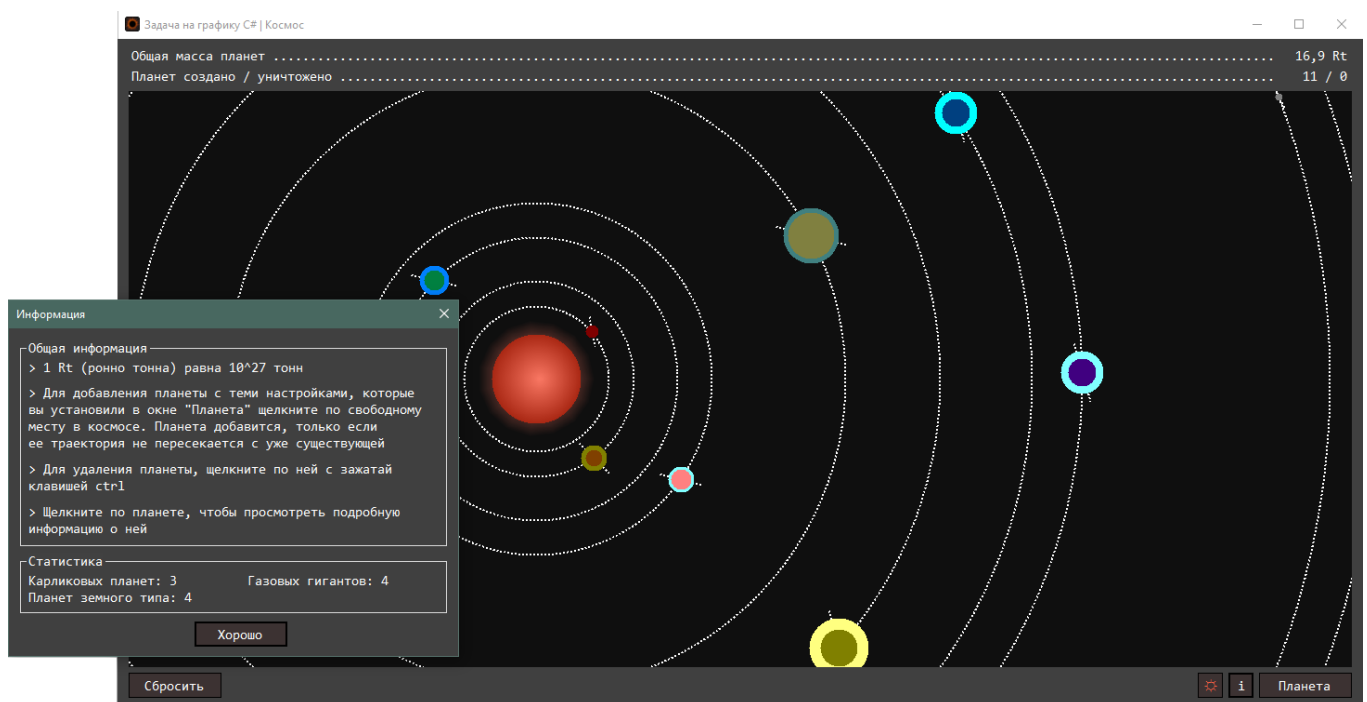 Задача на графику C# | Космос
Общая масса планет ........................................................................................................................................ 16,9 Rt
Планет создано / уничтожено ............................................................................................................................... 11 / 0
Информация
Общая информация
> 1 Rt (ронно тонна) равна 10^27 тонн
> Для добавления планеты с теми настройками, которые
вы установили в окне "Планета" щелкните по свободному
месту в космосе. Планета добавится, только если
ее траектория не пересекается с уже существующей
> Для удаления планеты, щелкните по ней с зажатай
клавишей ctrl
> Щелкните по планете, чтобы просмотреть подробную
информацию о ней
Статистика
Карликовых планет: 3 Газовых гигантов: 4
Планет земного типа: 4
Хорошо
Сбросить i Планета